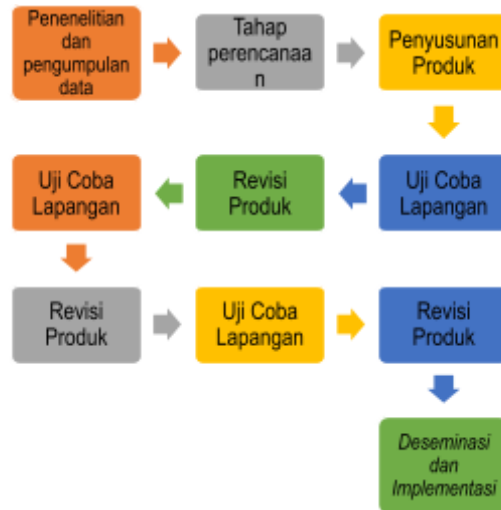 Penenelitian
dan
pengumpulan
data
Tahap
perencanaa
n
Penyusunan
Produk
Uji Coba
Lapangan
Revisi
Produk
Uji Coba
Lapangan
Revisi
Produk
Uji Coba
Lapangan
Revisi
Produk
Deseminasi
dan
Implementasi